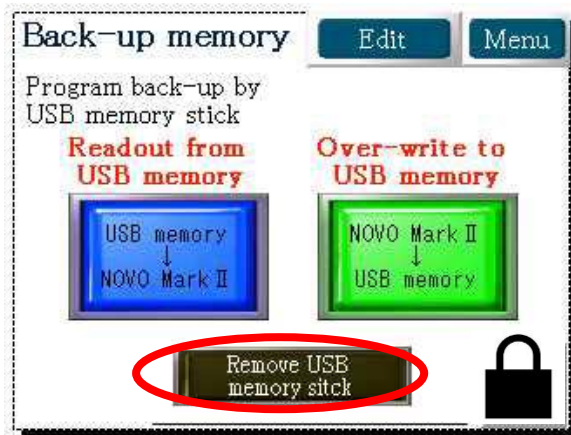 Back-up memory
Edit
Menu
Program back-up by
USB memory stick
Readout from
USB memory
Over-write to
USB memory
USB memory
↓
NOVO Mark Ⅱ
NOVO Mark Ⅱ
↓
USB memory
Remove USB
memory sitck